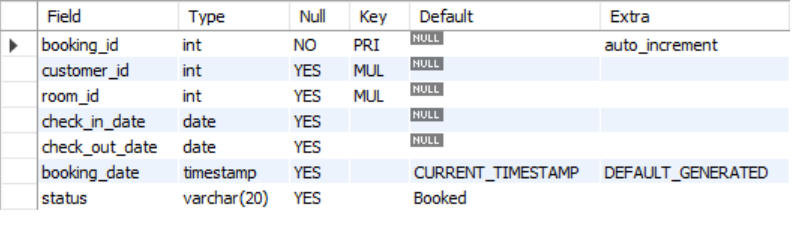 Field Type Null Key Default Extra
booking_id int NO PRI NULL auto_increment
customer_id int YES MUL NULL
room_id int YES MUL NULL
check_in_date date YES NULL
check_out_date date YES NULL
booking_date timestamp YES CURRENT_TIMESTAMP DEFAULT_GENERATED
status varchar(20) YES Booked